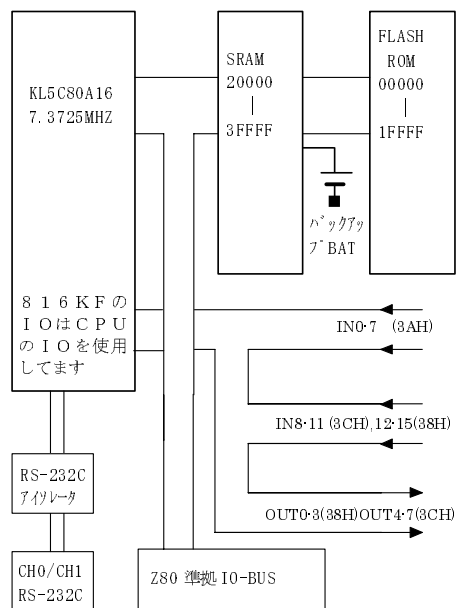 KL5C80A16
7.3725MHZ
816KFの
IOはCPU
のIOを使用
してます
SRAM
20000
|
3FFFF
FLASH
ROM
00000
|
1FFFF
ﾊﾞｯｸｱｯ
ﾌﾟBAT
IN0-7 (3AH)
IN8-11 (3CH),12-15(38H)
OUT0-3(38H)OUT4-7(3CH)
RS-232C
ｱｲｿﾚｰﾀ
CH0/CH1
RS-232C
Z80 準拠 IO-BUS